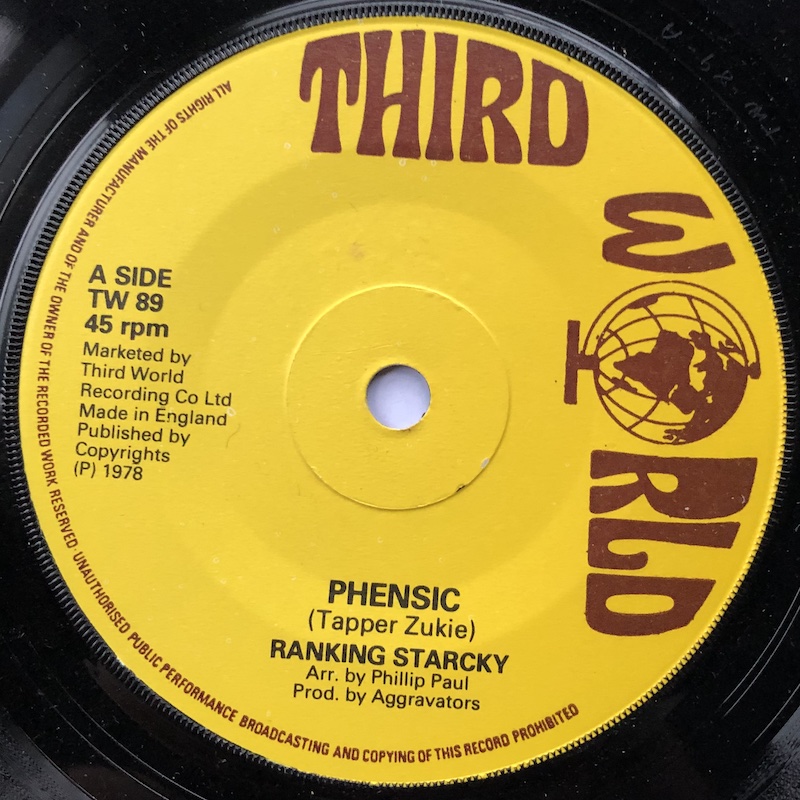 THIRD
WORLD
A SIDE
TW 89
45 rpm
Marketed by
Third World
Recording Co Ltd
Made in England
Published by
Copyrights
(P) 1978
PHENSIC
(Tapper Zukie)
RANKING STARCKY
Arr. by Phillip Paul
Prod. by Aggravators
ALL RIGHTS OF THE MANUFACTURER AND OF THE OWNER OF THE RECORDED WORK RESERVED · UNAUTHORISED PUBLIC PERFORMANCE BROADCASTING AND COPYING OF THIS RECORD PROHIBITED